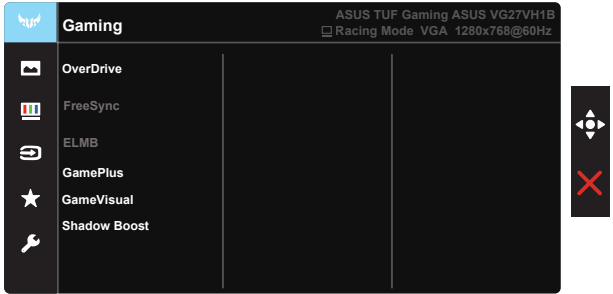 Gaming
ASUS TUF Gaming ASUS VG27VH1B
Racing Mode VGA 1280x768@60Hz
OverDrive
FreeSync
ELMB
GamePlus
GameVisual
Shadow Boost